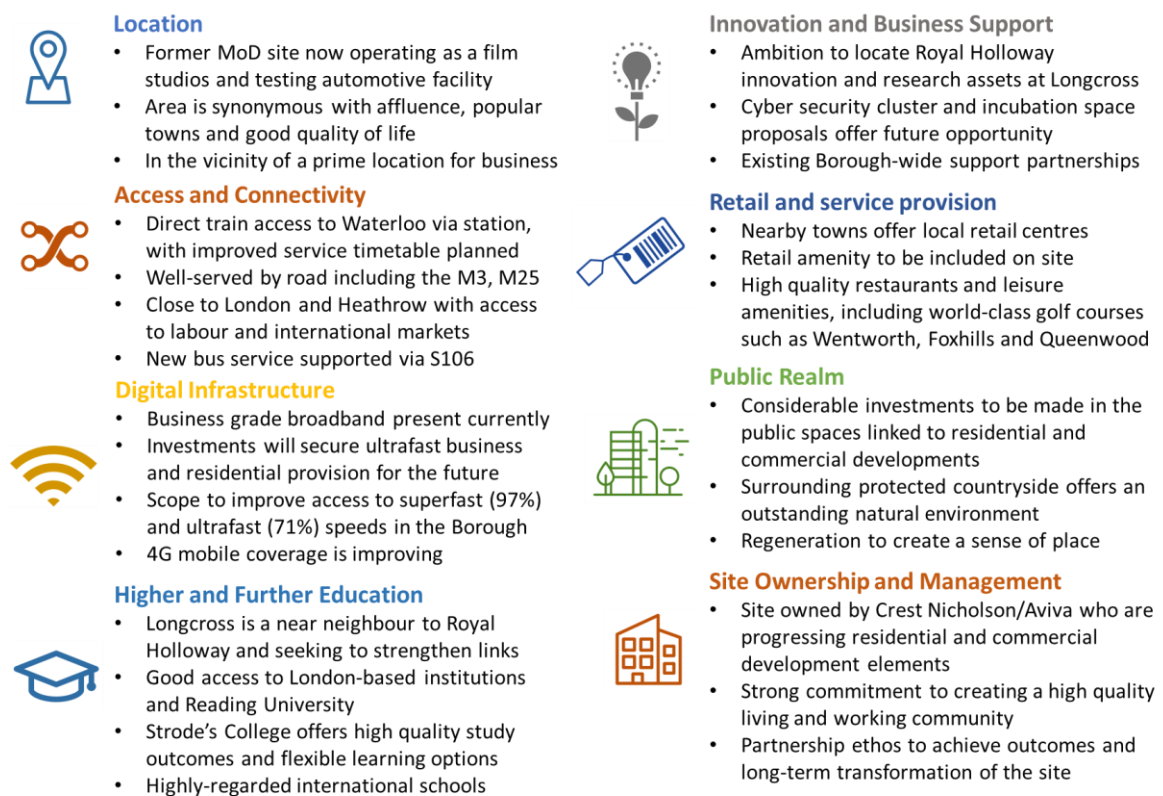 Location
• Former MoD site now operating as a film
studios and testing automotive facility
• Area is synonymous with affluence, popular
towns and good quality of life
• In the vicinity of a prime location for business
Access and Connectivity
• Direct train access to Waterloo via station,
with improved service timetable planned
• Well-served by road including the M3, M25
• Close to London and Heathrow with access
to labour and international markets
• New bus service supported via S106
Digital Infrastructure
• Business grade broadband present currently
• Investments will secure ultrafast business
and residential provision for the future
• Scope to improve access to superfast (97%)
and ultrafast (71%) speeds in the Borough
• 4G mobile coverage is improving
Higher and Further Education
• Longcross is a near neighbour to Royal
Holloway and seeking to strengthen links
• Good access to London-based institutions
and Reading University
• Strode's College offers high quality study
outcomes and flexible learning options
• Highly-regarded international schools
Innovation and Business Support
• Ambition to locate Royal Holloway
innovation and research assets at Longcross
• Cyber security cluster and incubation space
proposals offer future opportunity
• Existing Borough-wide support partnerships
Retail and service provision
• Nearby towns offer local retail centres
• Retail amenity to be included on site
• High quality restaurants and leisure
amenities, including world-class golf courses
such as Wentworth, Foxhills and Queenwood
Public Realm
• Considerable investments to be made in the
public spaces linked to residential and
commercial developments
• Surrounding protected countryside offers an
outstanding natural environment
• Regeneration to create a sense of place
Site Ownership and Management
• Site owned by Crest Nicholson/Aviva who are
progressing residential and commercial
development elements
• Strong commitment to creating a high quality
living and working community
• Partnership ethos to achieve outcomes and
long-term transformation of the site